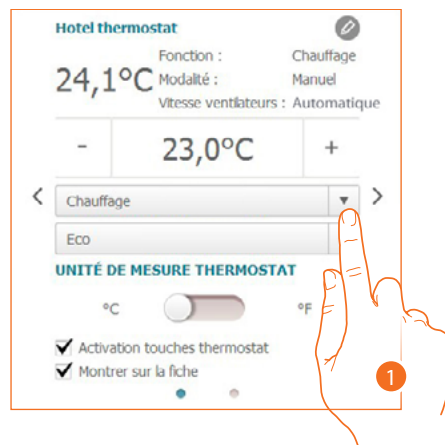 Hotel thermostat
24,1°C
Fonction : Chauffage
Modalité : Manuel
Vitesse ventilateurs : Automatique
- 23,0°C +
Chauffage
Eco
UNITÉ DE MESURE THERMOSTAT
°C °F
Activation touches thermostat
Montrer sur la fiche
1